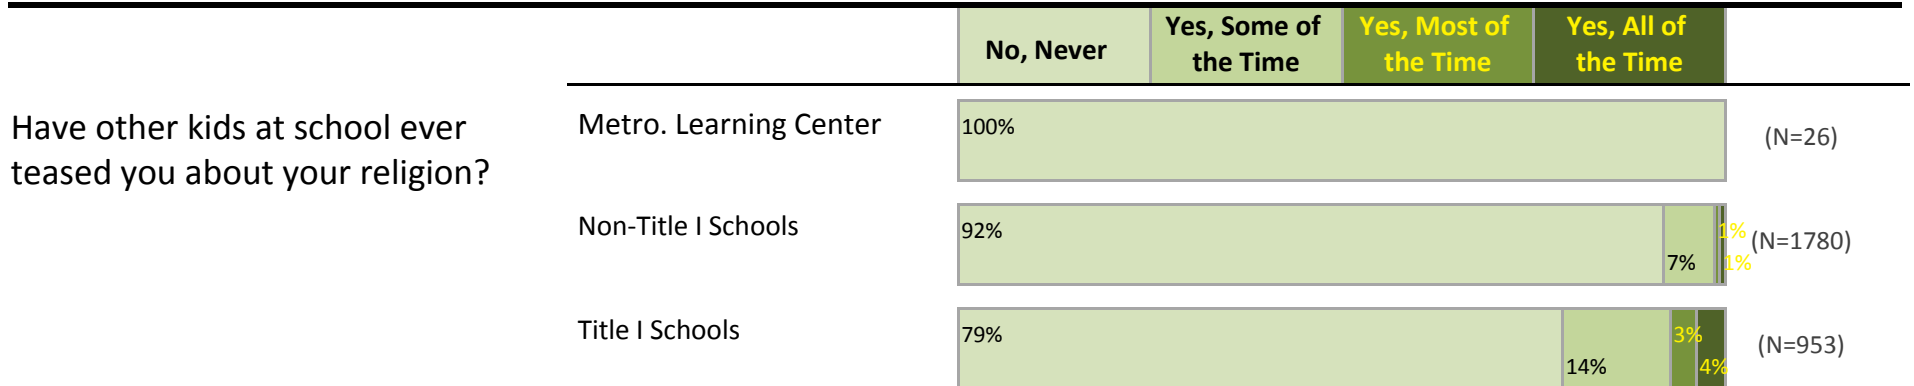 No, Never
Yes, Some of
the Time
Yes, Most of
the Time
Yes, All of
the Time
Have other kids at school ever
teased you about your religion?
Metro. Learning Center
100%
(N=26)
Non-Title I Schools
92%
7%
1%
1%
(N=1780)
Title I Schools
79%
14%
3%
4%
(N=953)